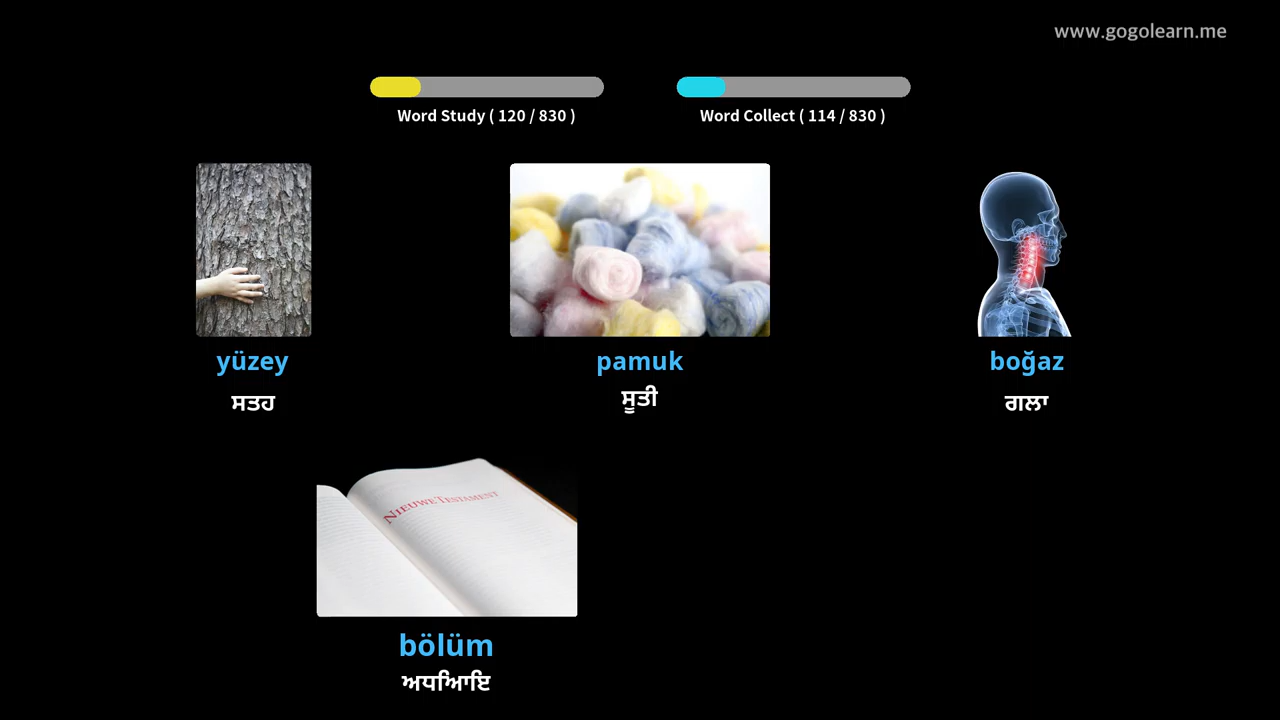 www.gogolearn.me
Word Study ( 120 / 830 )
Word Collect ( 114 / 830 )
yüzey
ਸਤਹ
pamuk
ਸੂਤੀ
boğaz
ਗਲਾ
NIEUWE TESTAMENT
bölüm
ਅਧਿਆਇ